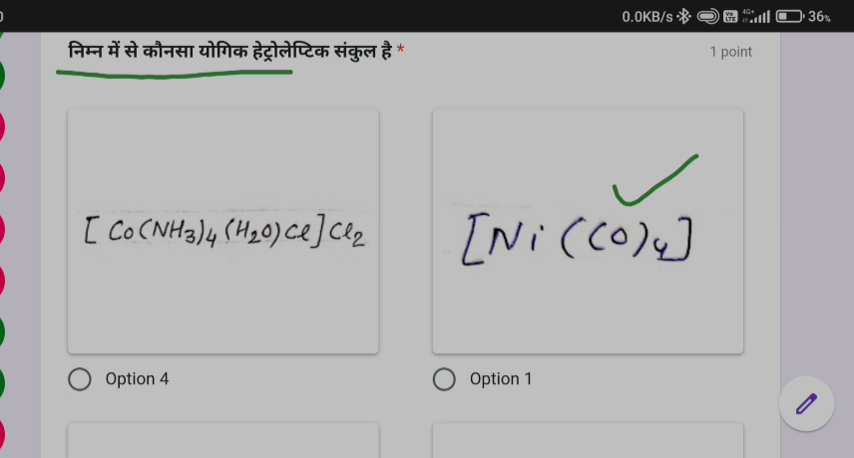 0.0KB/s 4G+ 36%
निम्न में से कौनसा योगिक हेट्रोलेप्टिक संकुल है *
1 point
[Co(NH3)4(H2O)Cl]Cl2
[Ni(CO)4]
Option 4
Option 1